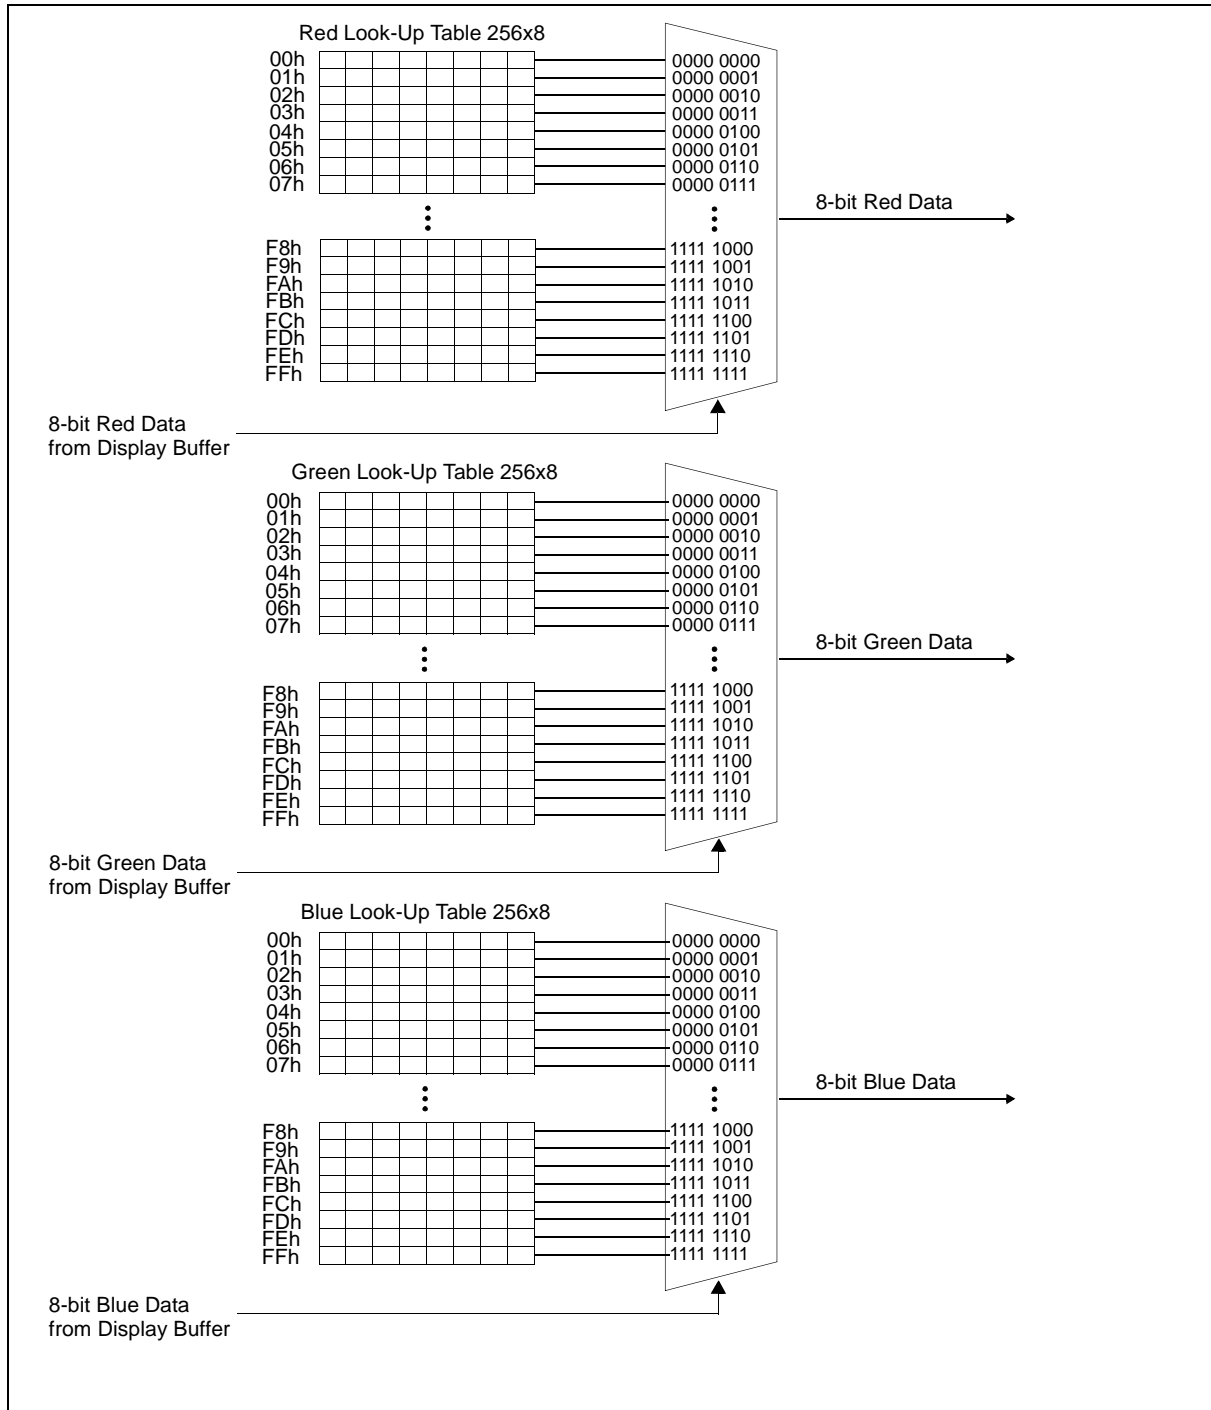 Red Look-Up Table 256x8
00h 0000 0000
01h 0000 0001
02h 0000 0010
03h 0000 0011
04h 0000 0100
05h 0000 0101
06h 0000 0110
07h 0000 0111
8-bit Red Data
F8h 1111 1000
F9h 1111 1001
FAh 1111 1010
FBh 1111 1011
FCh 1111 1100
FDh 1111 1101
FEh 1111 1110
FFh 1111 1111
8-bit Red Data
from Display Buffer
Green Look-Up Table 256x8
00h 0000 0000
01h 0000 0001
02h 0000 0010
03h 0000 0011
04h 0000 0100
05h 0000 0101
06h 0000 0110
07h 0000 0111
8-bit Green Data
F8h 1111 1000
F9h 1111 1001
FAh 1111 1010
FBh 1111 1011
FCh 1111 1100
FDh 1111 1101
FEh 1111 1110
FFh 1111 1111
8-bit Green Data
from Display Buffer
Blue Look-Up Table 256x8
00h 0000 0000
01h 0000 0001
02h 0000 0010
03h 0000 0011
04h 0000 0100
05h 0000 0101
06h 0000 0110
07h 0000 0111
8-bit Blue Data
F8h 1111 1000
F9h 1111 1001
FAh 1111 1010
FBh 1111 1011
FCh 1111 1100
FDh 1111 1101
FEh 1111 1110
FFh 1111 1111
8-bit Blue Data
from Display Buffer